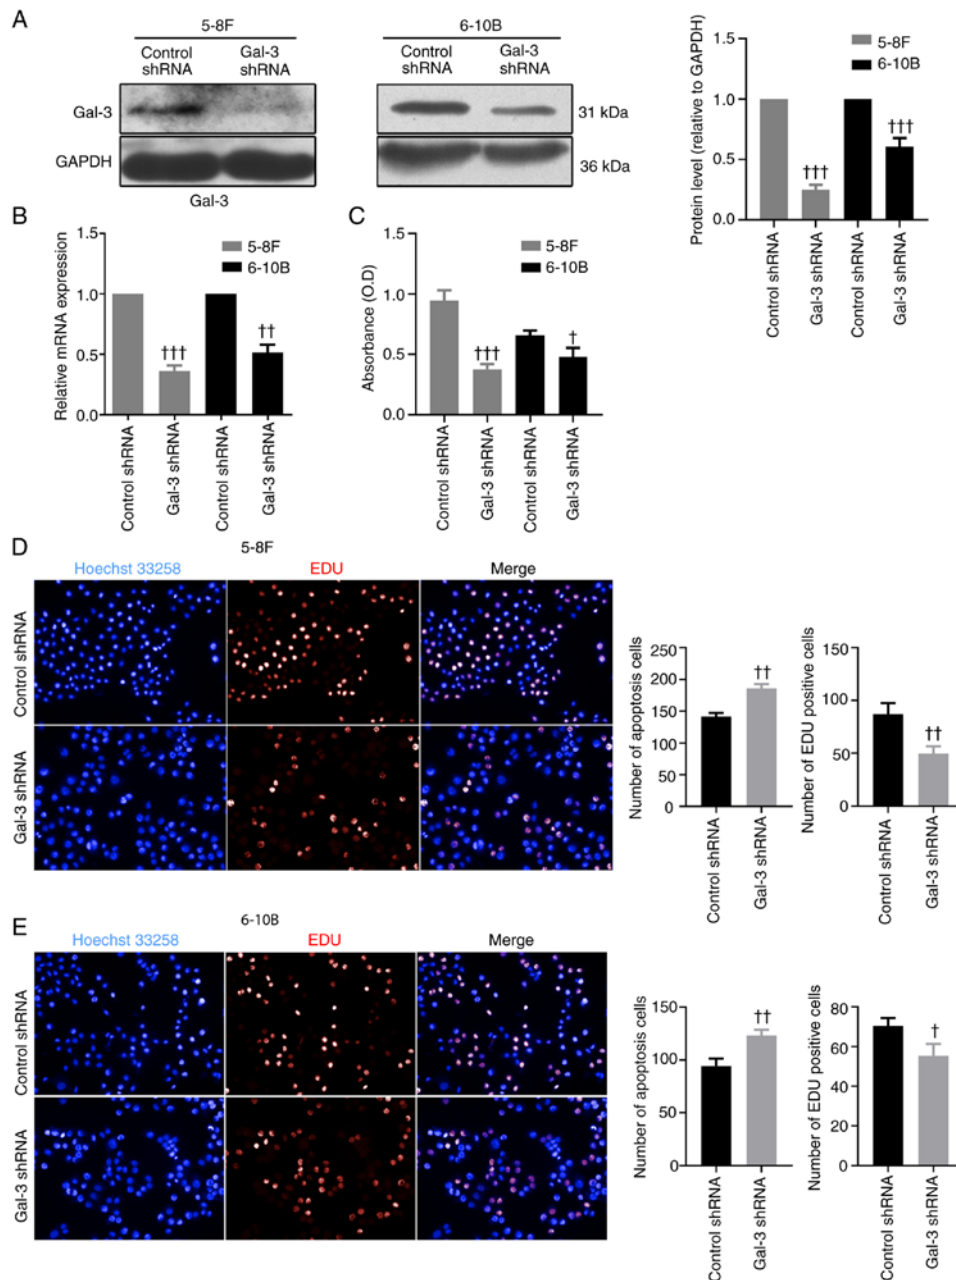 A
5-8F
Control shRNA
Gal-3 shRNA
6-10B
Control shRNA
Gal-3 shRNA
Gal-3
31 kDa
GAPDH
36 kDa
Protein level (relative to GAPDH)
1.5
1.0
0.5
0.0
5-8F
6-10B
†††
†††
Control shRNA
Gal-3 shRNA
Control shRNA
Gal-3 shRNA
B
Gal-3
Relative mRNA expression
1.5
1.0
0.5
0.0
5-8F
6-10B
†††
††
Control shRNA
Gal-3 shRNA
Control shRNA
Gal-3 shRNA
C
Absorbance (O.D)
1.5
1.0
0.5
0.0
5-8F
6-10B
†††
†
Control shRNA
Gal-3 shRNA
Control shRNA
Gal-3 shRNA
D
5-8F
Hoechst 33258
EDU
Merge
Control shRNA
Gal-3 shRNA
Number of apoptosis cells
250
200
150
100
50
0
††
Control shRNA
Gal-3 shRNA
Number of EDU positive cells
150
100
50
0
††
Control shRNA
Gal-3 shRNA
E
6-10B
Hoechst 33258
EDU
Merge
Control shRNA
Gal-3 shRNA
Number of apoptosis cells
150
100
50
0
††
Control shRNA
Gal-3 shRNA
Number of EDU positive cells
80
60
40
20
0
†
Control shRNA
Gal-3 shRNA